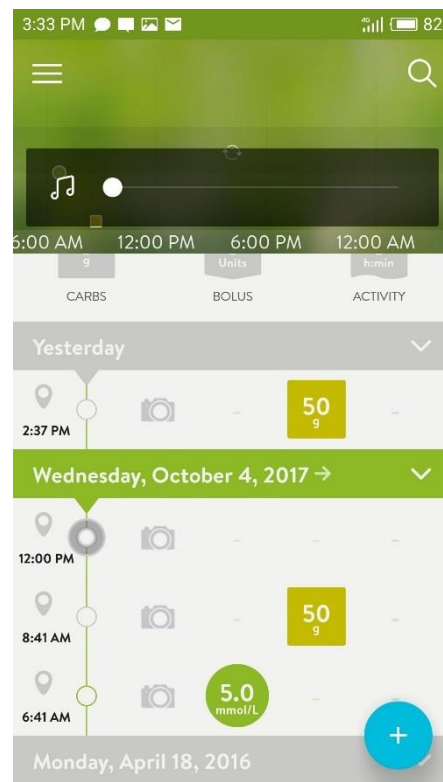 3:33 PM 4G 82
6:00 AM 12:00 PM 6:00 PM 12:00 AM
g Units h:min
CARBS BOLUS ACTIVITY
Yesterday
50
g
- -
2:37 PM
Wednesday, October 4, 2017 →
- - -
12:00 PM
50
g
- -
8:41 AM
5.0
mmol/L
- -
6:41 AM
+
Monday, April 18, 2016